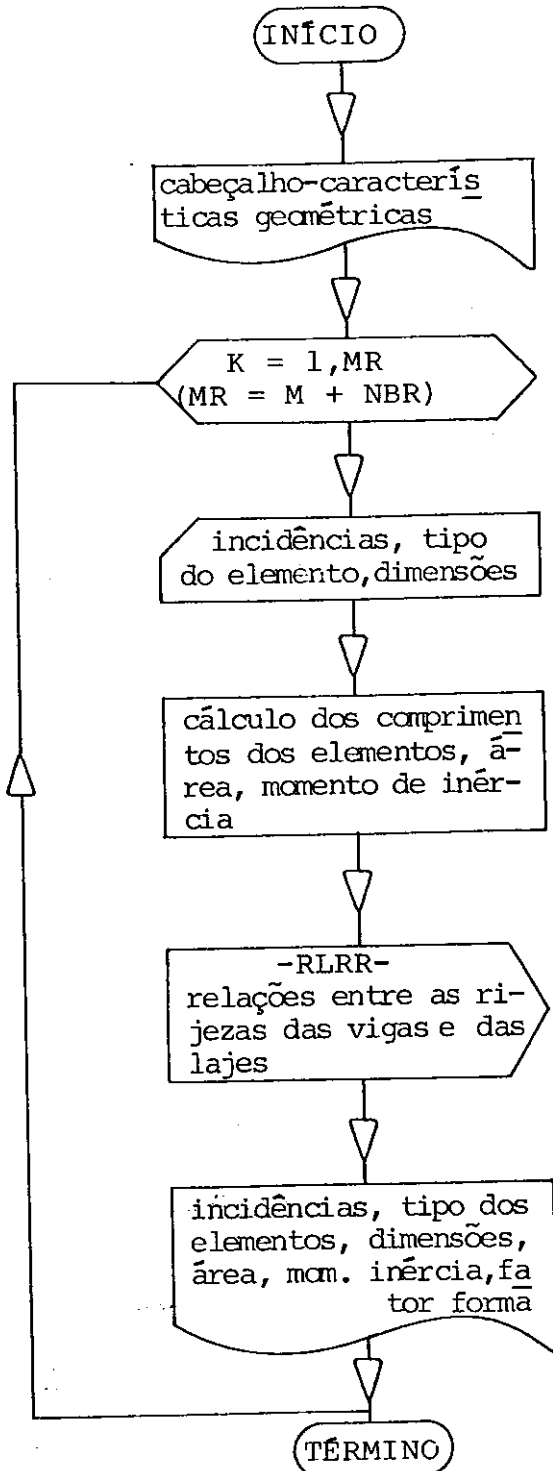 INÍCIO
cabeçalho-caracterís
ticas geométricas
K = 1,MR
(MR = M + NBR)
incidências, tipo
do elemento,dimensões
cálculo dos comprimen
tos dos elementos, á-
rea, momento de inér-
cia
-RLRR-
relações entre as ri-
jezas das vigas e das
lajes
incidências, tipo dos
elementos, dimensões,
área, mom. inércia,fa
tor forma
TÉRMINO